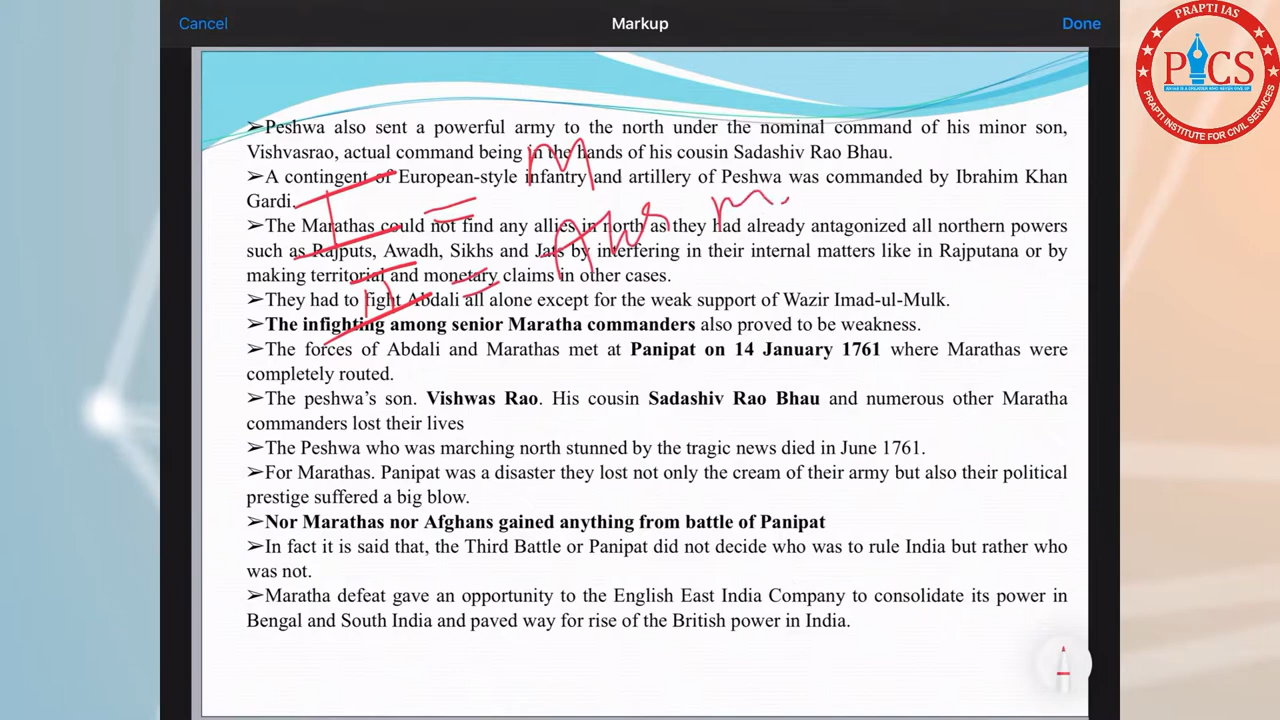 Cancel
Markup
Done
PRAPTI IAS
PICS
PRAPTI INSTITUTE FOR CIVIL SERVICES
➢Peshwa also sent a powerful army to the north under the nominal command of his minor son,
Vishvasrao, actual command being in the hands of his cousin Sadashiv Rao Bhau.
➢A contingent of European-style infantry and artillery of Peshwa was commanded by Ibrahim Khan
Gardi.
➢The Marathas could not find any allies in north as they had already antagonized all northern powers
such as Rajputs, Awadh, Sikhs and Jats by interfering in their internal matters like in Rajputana or by
making territorial and monetary claims in other cases.
➢They had to fight Abdali all alone except for the weak support of Wazir Imad-ul-Mulk.
➢The infighting among senior Maratha commanders also proved to be weakness.
➢The forces of Abdali and Marathas met at Panipat on 14 January 1761 where Marathas were
completely routed.
➢The peshwa’s son. Vishwas Rao. His cousin Sadashiv Rao Bhau and numerous other Maratha
commanders lost their lives
➢The Peshwa who was marching north stunned by the tragic news died in June 1761.
➢For Marathas. Panipat was a disaster they lost not only the cream of their army but also their political
prestige suffered a big blow.
➢Nor Marathas nor Afghans gained anything from battle of Panipat
➢In fact it is said that, the Third Battle or Panipat did not decide who was to rule India but rather who
was not.
➢Maratha defeat gave an opportunity to the English East India Company to consolidate its power in
Bengal and South India and paved way for rise of the British power in India.
I = M
II =